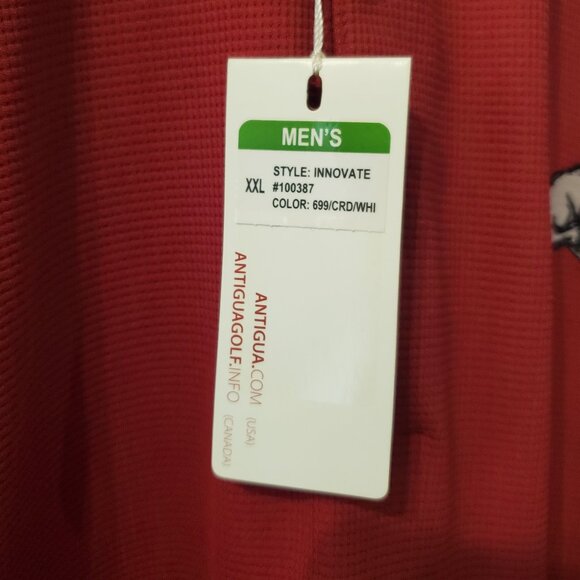 MEN'S
STYLE: INNOVATE
XXL #100387
COLOR: 699/CRD/WHI
ANTIGUA.COM (USA)
ANTIGUAGOLF.INFO (CANADA)